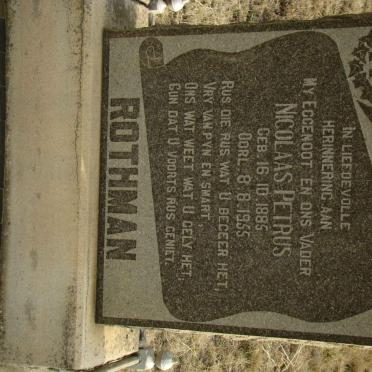 IN LIEFDEVOLLE
HERINNERING AAN
MY EGGENOOT EN ONS VADER
NICOLAAS PETRUS
GEB. 16.10.1885
OORL. 8.8.1965
RUS DIE RUS WAT U BEGEER HET,
VRY VAN PYN EN SMART,
ONS WAT WEET WAT U GELY HET,
GUN DAT U VOORTS RUS GENIET.
ROTHMAN